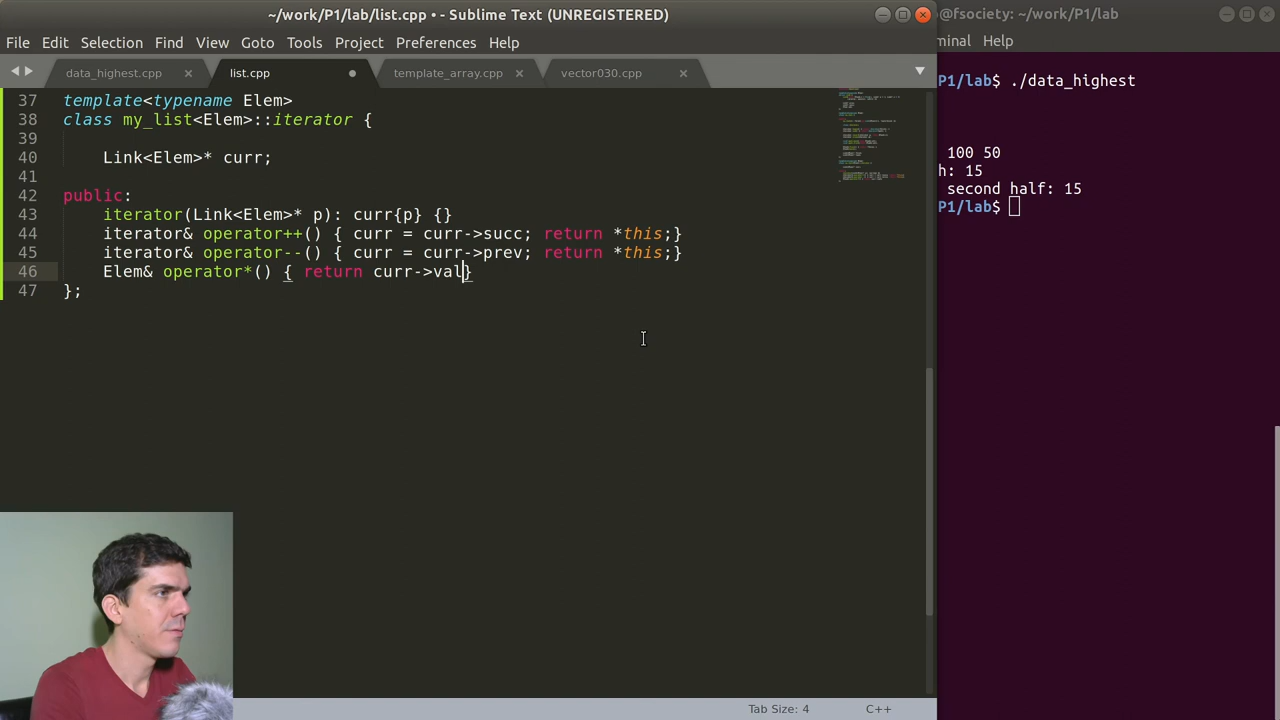 ~/work/P1/lab/list.cpp • - Sublime Text (UNREGISTERED)
@fsociety: ~/work/P1/lab
File Edit Selection Find View Goto Tools Project Preferences Help
minal Help
data_highest.cpp × list.cpp template_array.cpp × vector030.cpp ×
37 template<typename Elem>
38 class my_list<Elem>::iterator {
39
40 Link<Elem>* curr;
41
42 public:
43 iterator(Link<Elem>* p): curr{p} {}
44 iterator& operator++() { curr = curr->succ; return *this;}
45 iterator& operator--() { curr = curr->prev; return *this;}
46 Elem& operator*() { return curr->val}
47 };
P1/lab$ ./data_highest
100 50
h: 15
second half: 15
P1/lab$
Tab Size: 4 C++